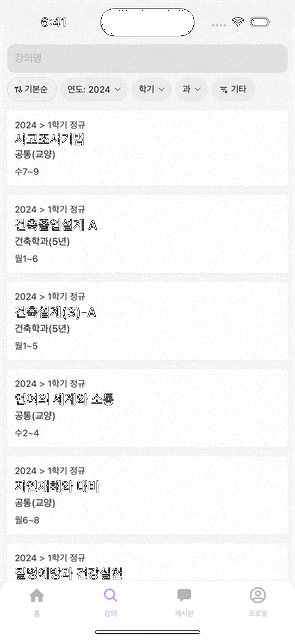 6:41
강의명
기본순 연도: 2024 학기 과 기타
2024 > 1학기 정규
사고조사기법
공통(교양)
수7~9
2024 > 1학기 정규
건축졸업설계 A
건축학과(5년)
월1~6
2024 > 1학기 정규
건축설계(3)-A
건축학과(5년)
월1~5
2024 > 1학기 정규
언어의 세계와 소통
공통(교양)
수2~4
2024 > 1학기 정규
자연재해와 대비
공통(교양)
월6~8
2024 > 1학기 정규
질병예방과 건강실천
홈 강의 게시판 프로필